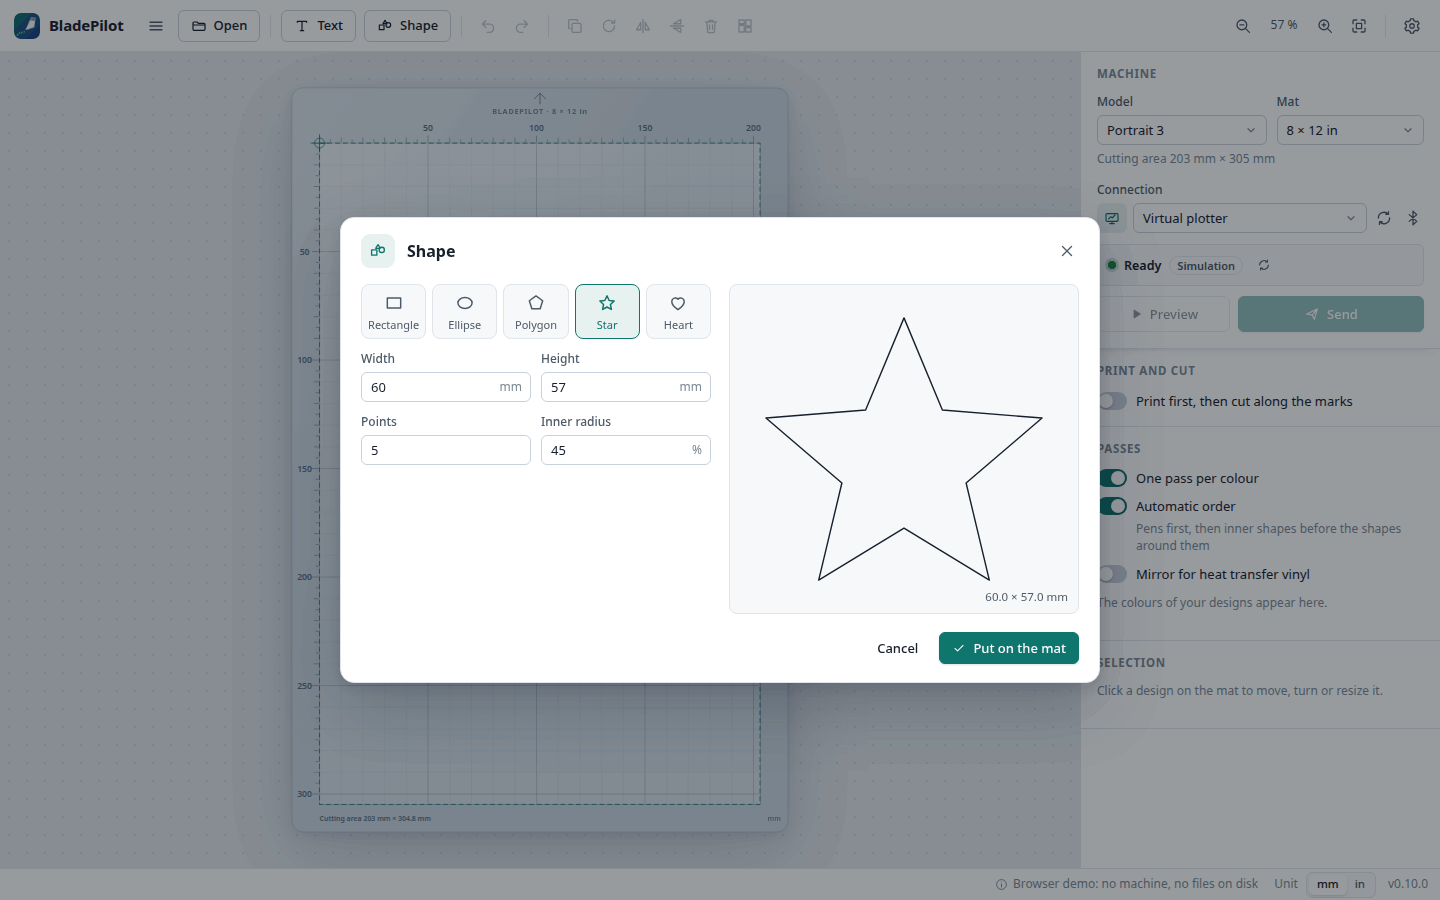 BladePilot
Open
Text
Shape
57 %
BLADEPILOT · 8 × 12 in
50
100
150
200
50
100
150
200
250
300
Cutting area 203 mm × 304.8 mm
mm
Shape
Rectangle
Ellipse
Polygon
Star
Heart
Width
Height
60 mm
57 mm
Points
Inner radius
5
45 %
60.0 × 57.0 mm
Cancel
Put on the mat
MACHINE
Model
Mat
Portrait 3
8 × 12 in
Cutting area 203 mm × 305 mm
Connection
Virtual plotter
Ready
Simulation
Preview
Send
PRINT AND CUT
Print first, then cut along the marks
PASSES
One pass per colour
Automatic order
Pens first, then inner shapes before the shapes
around them
Mirror for heat transfer vinyl
The colours of your designs appear here.
SELECTION
Click a design on the mat to move, turn or resize it.
Browser demo: no machine, no files on disk
Unit
mm
in
v0.10.0